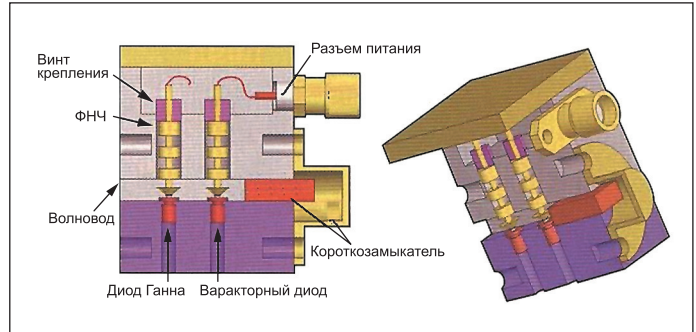 Разъем питания
Винт
крепления
ФНЧ
Волновод
Короткозамыкатель
Диод Ганна
Варакторный диод